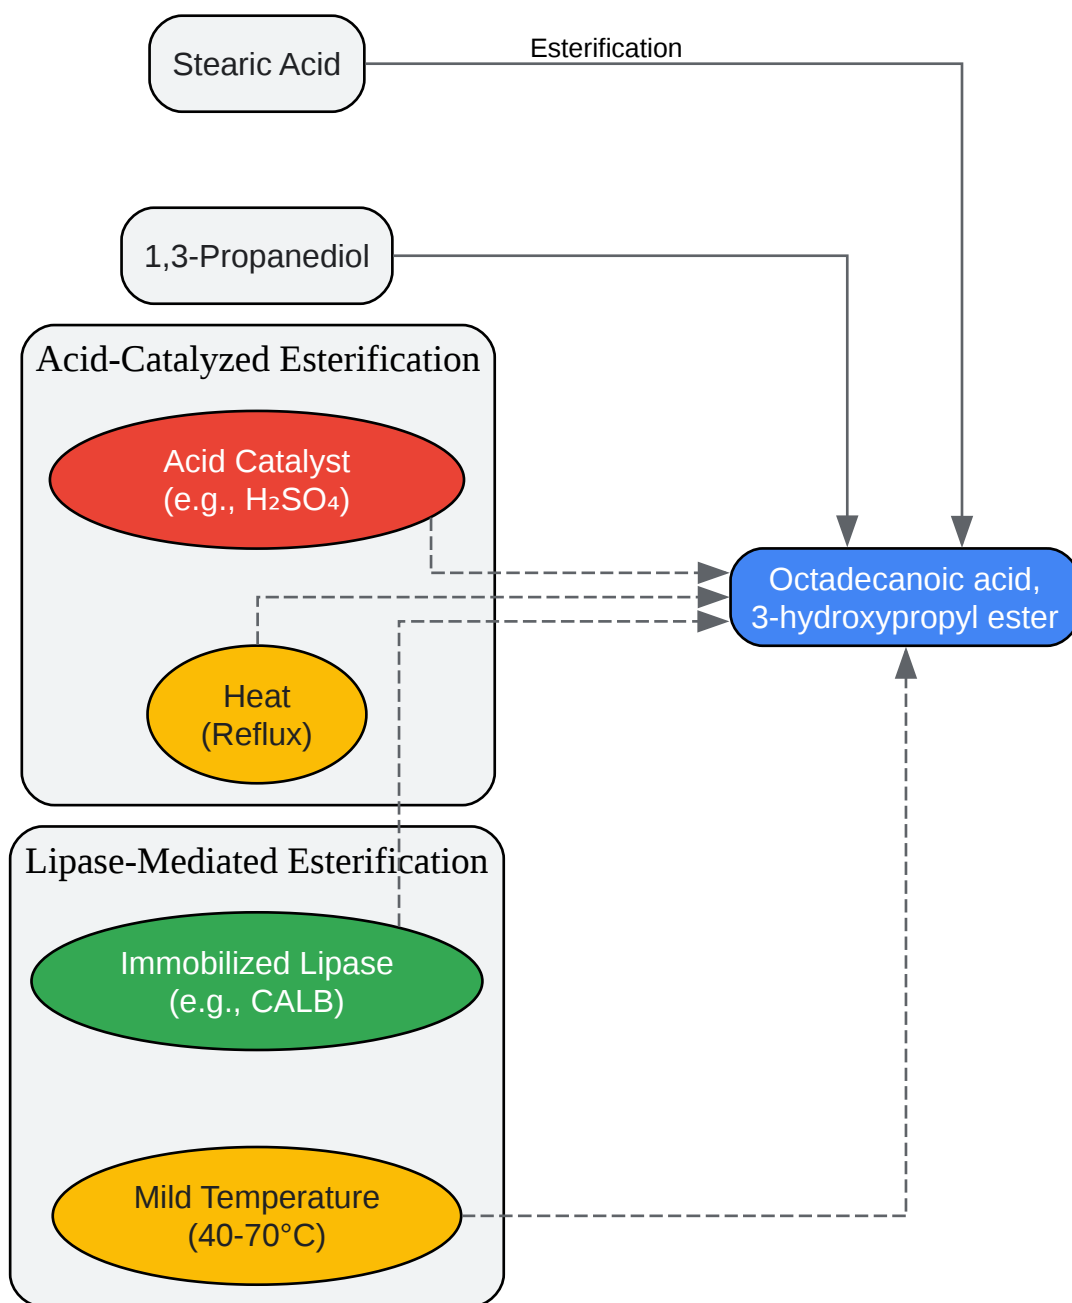 Stearic Acid
Esterification
1,3-Propanediol
Acid-Catalyzed Esterification
Acid Catalyst
(e.g., H₂SO₄)
Octadecanoic acid,
3-hydroxypropyl ester
Heat
(Reflux)
Lipase-Mediated Esterification
Immobilized Lipase
(e.g., CALB)
Mild Temperature
(40-70°C)